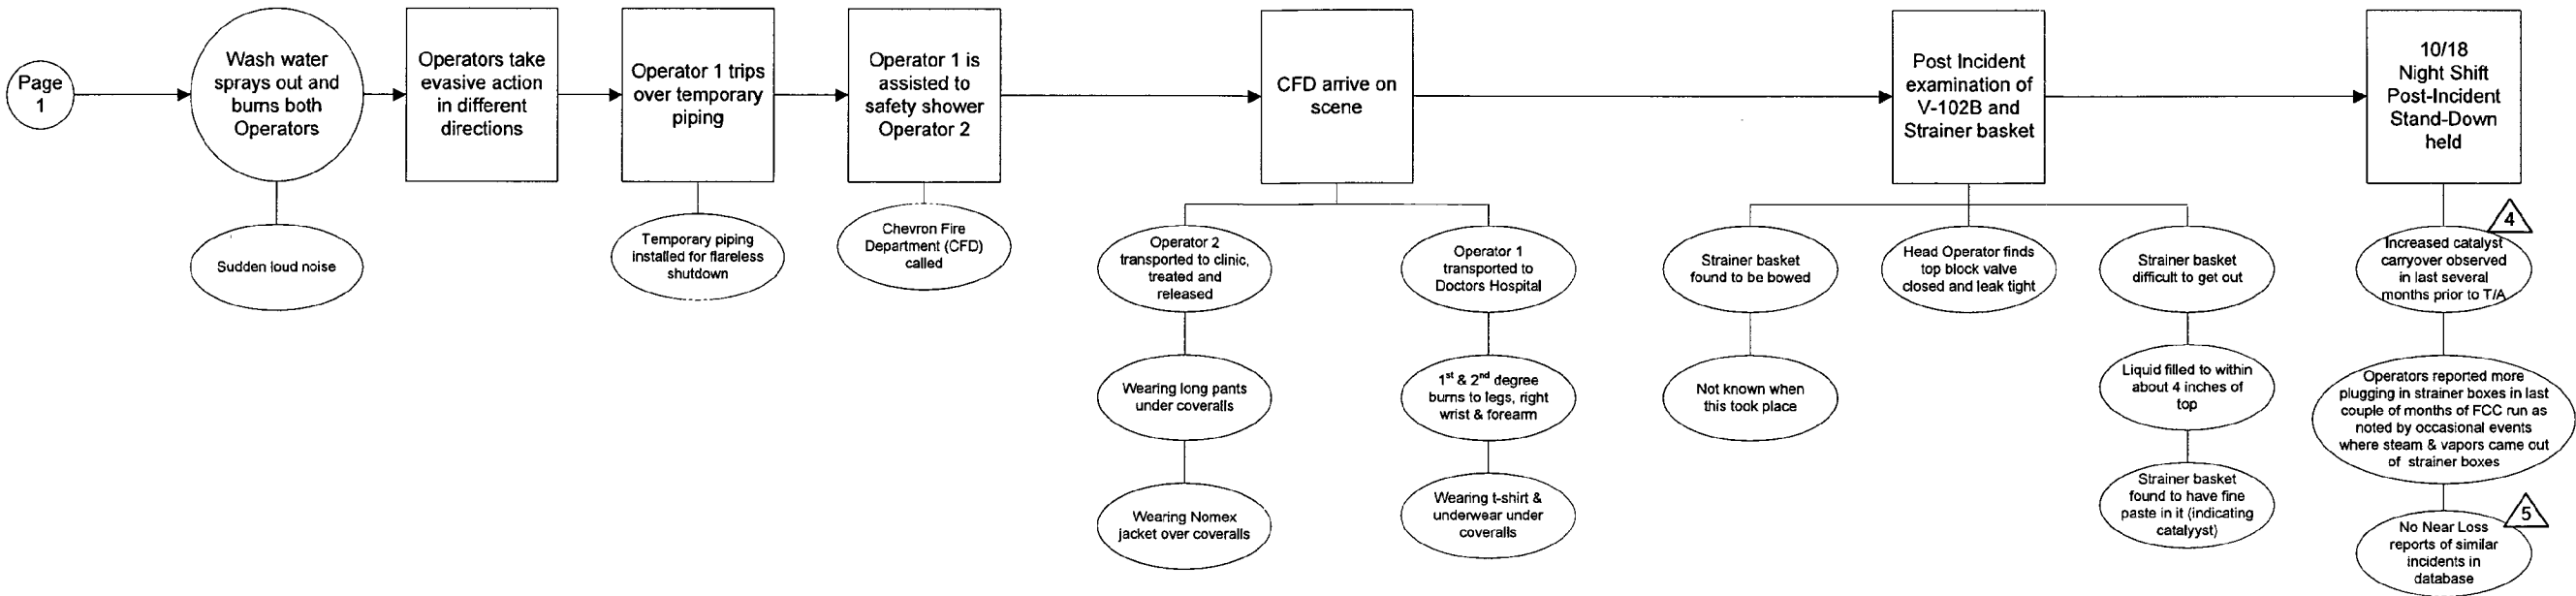 Page
1
Wash water
sprays out and
burns both
Operators
Sudden loud noise
Operators take
evasive action
in different
directions
Operator 1 trips
over temporary
piping
Temporary piping
installed for flareless
shutdown
Operator 1 is
assisted to
safety shower
Operator 2
Chevron Fire
Department (CFD)
called
CFD arrive on
scene
Operator 2
transported to clinic,
treated and
released
Wearing long pants
under coveralls
Wearing Nomex
jacket over coveralls
Operator 1
transported to
Doctors Hospital
1st & 2nd degree
burns to legs, right
wrist & forearm
Wearing t-shirt &
underwear under
coveralls
Post Incident
examination of
V-102B and
Strainer basket
Strainer basket
found to be bowed
Not known when
this took place
Head Operator finds
top block valve
closed and leak tight
Strainer basket
difficult to get out
Liquid filled to within
about 4 inches of
top
Strainer basket
found to have fine
paste in it (indicating
catalyyst)
10/18
Night Shift
Post-Incident
Stand-Down
held
4
Increased catalyst
carryover observed
in last several
months prior to T/A
Operators reported more
plugging in strainer boxes in last
couple of months of FCC run as
noted by occasional events
where steam & vapors came out
of strainer boxes
5
No Near Loss
reports of similar
incidents in
database